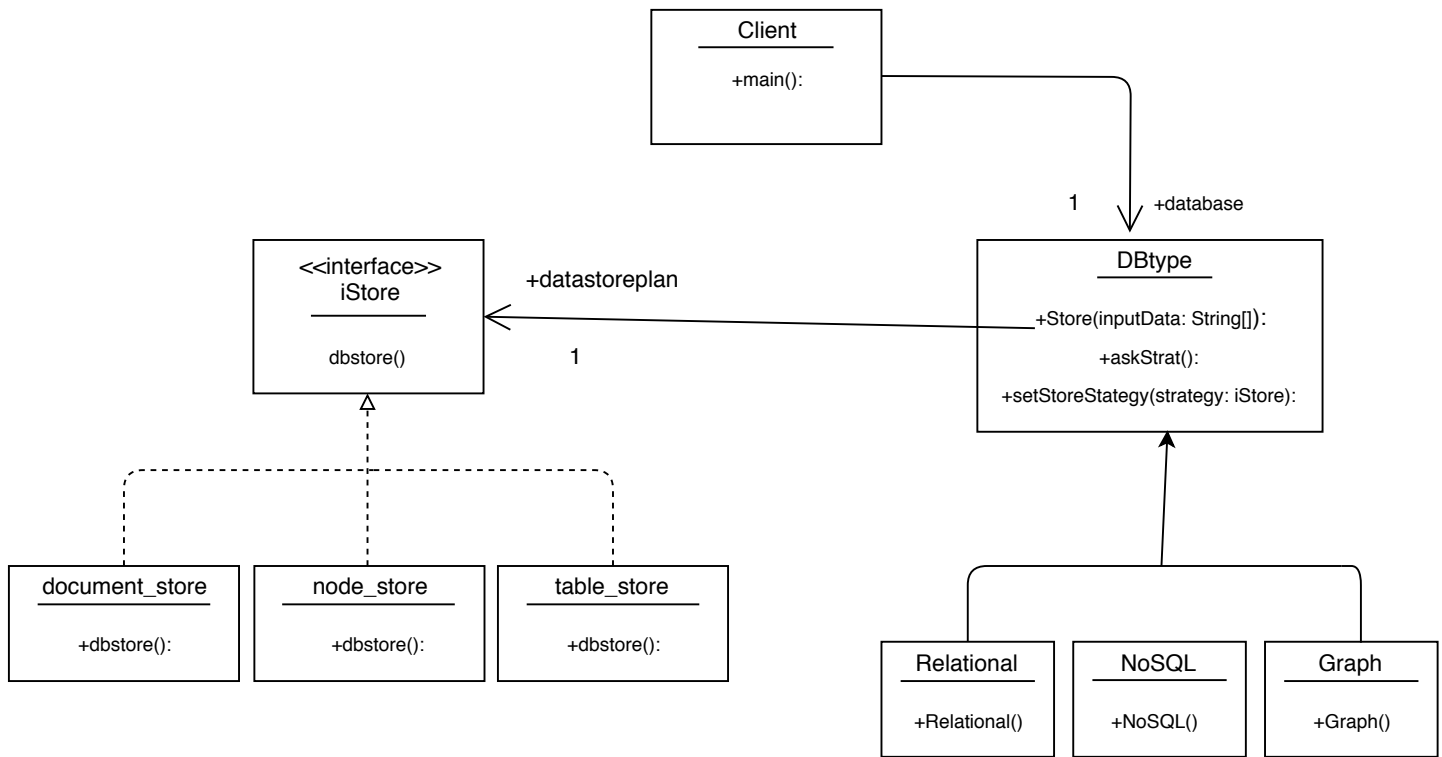 Client
+main():
1
+database
<<interface>>
iStore
dbstore()
+datastoreplan
1
DBtype
+Store(inputData: String[]):
+askStrat():
+setStoreStategy(strategy: iStore):
document_store
+dbstore():
node_store
+dbstore():
table_store
+dbstore():
Relational
+Relational()
NoSQL
+NoSQL()
Graph
+Graph()